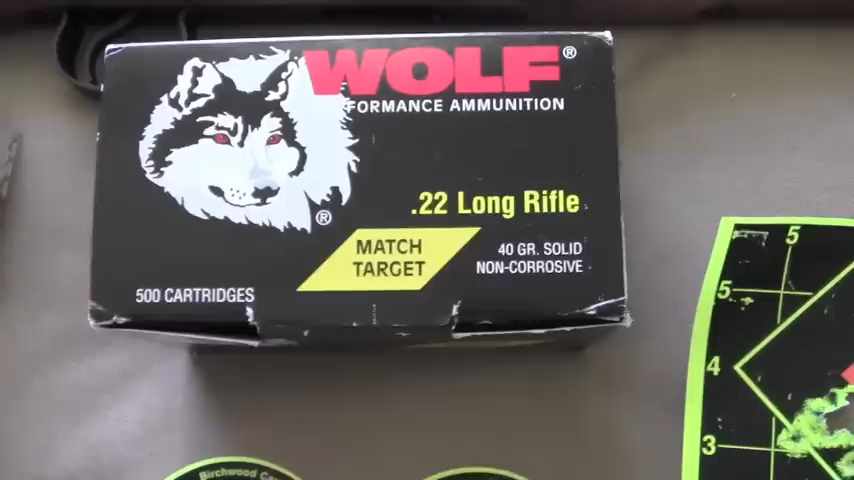 WOLF®
FORMANCE AMMUNITION
.22 Long Rifle
®
MATCH
TARGET
40 GR. SOLID
NON-CORROSIVE
500 CARTRIDGES
5
5
4
3
Birchwood